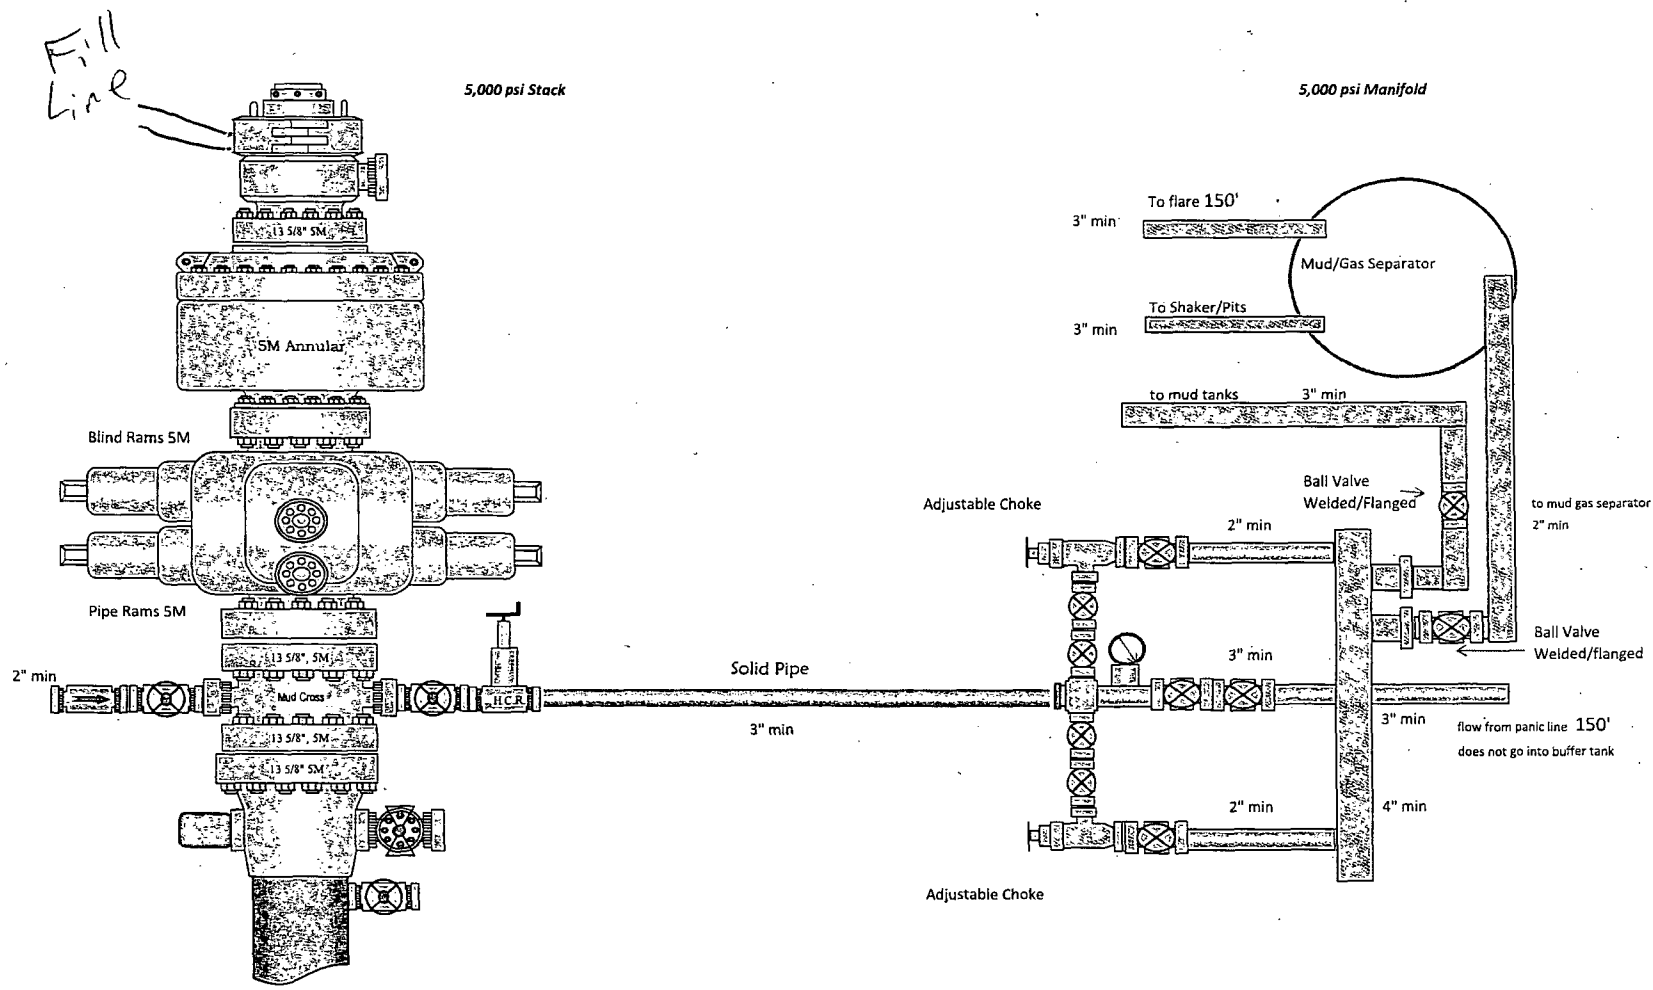 Fill
Line
5,000 psi Stack
5,000 psi Manifold
13 5/8" 5M
5M Annular
Blind Rams 5M
Pipe Rams 5M
13 5/8", 5M
2" min
Mud Cross
H.C.R
13 5/8", 5M
13 5/8" 5M
Solid Pipe
3" min
To flare 150'
3" min
Mud/Gas Separator
To Shaker/Pits
3" min
to mud tanks
3" min
Ball Valve
Welded/Flanged
to mud gas separator
2" min
Adjustable Choke
2" min
Ball Valve
Welded/flanged
3" min
3" min
flow from panic line 150'
does not go into buffer tank
2" min
4" min
Adjustable Choke